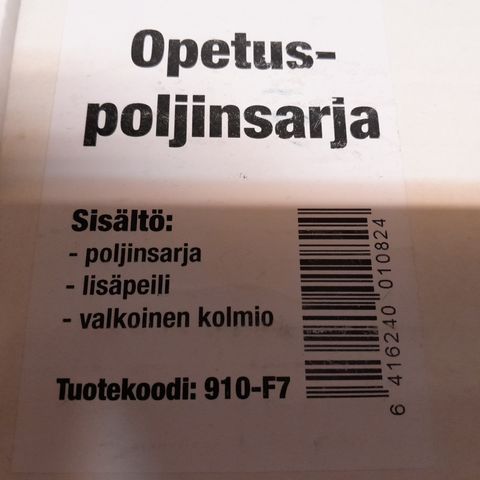 Opetus-
poljinsarja
Sisältö:
- poljinsarja
- lisäpeili
- valkoinen kolmio
Tuotekoodi: 910-F7
6 416240 010824